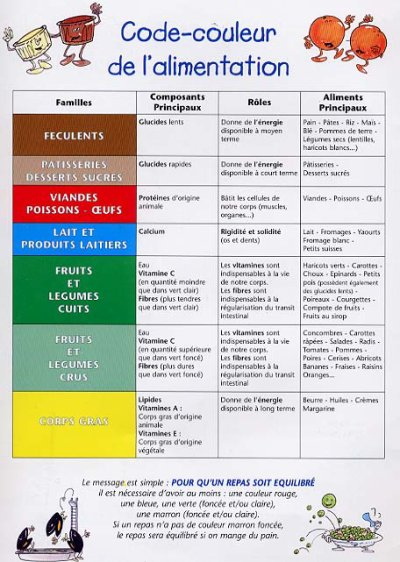 Code-couleur
de l'alimentation
Familles
Composants
Principaux
Rôles
Aliments
Principaux
FECULENTS
Glucides lents
Donne de l'énergie
disponible à moyen
terme
Pain - Pâtes - Riz - Maïs -
Blé - Pommes de terre -
Légumes secs (lentilles,
haricots blancs...)
PATISSERIES
DESSERTS SUCRÉS
Glucides rapides
Donne de l'énergie
disponible à court terme
Pâtisseries -
Desserts sucrés
VIANDES
POISSONS - ŒUFS
Protéines d'origine
animale
Bâtit les cellules de
notre corps (muscles,
organes...)
Viandes - Poissons - Œufs
LAIT ET
PRODUITS LAITIERS
Calcium
Rigidité et solidité
(os et dents)
Lait - Fromages - Yaourts
Fromage blanc -
Petits suisses
FRUITS
ET
LEGUMES
CUITS
Eau
Vitamine C
(en quantité moindre
que dans vert clair)
Fibres (plus tendres
que dans vert clair)
Les vitamines sont
indispensables à la vie
de notre corps.
Les fibres sont
indispensables à la
régularisation du transit
intestinal
Haricots verts - Carottes
- Choux - Epinards - Petits
pois (possèdent également
des glucides lents) -
Poireaux - Courgettes -
Compote de fruits -
Fruits au sirop
FRUITS
ET
LEGUMES
CRUS
Eau
Vitamine C
(en quantité supérieure
que dans vert foncé)
Fibres (plus dures
que dans vert foncé)
Les vitamines sont
indispensables à la vie
de notre corps.
Les fibres sont
indispensables à la
régularisation du transit
intestinal
Concombres - Carottes
râpées - Salades - Radis
- Tomates - Pommes -
Poires - Cerises - Abricots
Bananes - Fraises - Raisins
Oranges...
CORPS GRAS
Lipides
Vitamines A :
Corps gras d'origine
animale
Vitamines E :
Corps gras d'origine
végétale
Donne de l'énergie
disponible à long terme
Beurre - Huiles - Crèmes
Margarine
Le message est simple : POUR QU'UN REPAS SOIT EQUILIBRÉ
il est nécessaire d'avoir au moins : une couleur rouge,
une bleue, une verte (foncée et/ou claire),
une marron (foncée et/ou claire).
Si un repas n'a pas de couleur marron foncée,
le repas sera équilibré si on mange du pain.